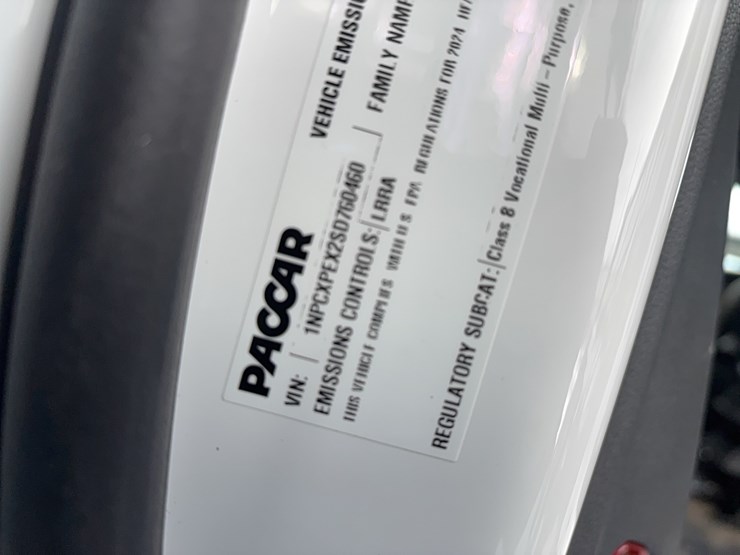 PACCAR
VEHICLE EMISSI
VIN: 1NPCXPEX2SD760460
EMISSIONS CONTROLS: LRRA FAMILY NAME
THIS VEHICLE COMPLIES WITH U S EPA REGULATIONS FOR 2024 HE
REGULATORY SUBCAT: Class 8 Vocational Multi - Purpose,